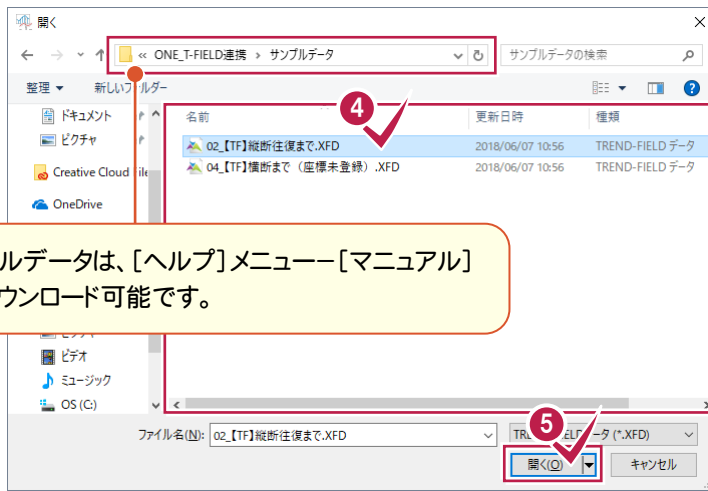 開く
« ONE_T-FIELD連携 › サンプルデータ
サンプルデータの検索
整理
新しいフォルダー
名前
更新日時
種類
4
ドキュメント
ピクチャ
Creative Cloud
OneDrive
02_【TF】縦断往復まで.XFD 2018/06/07 10:56 TREND-FIELD データ
04_【TF】横断まで（座標未登録）.XFD 2018/06/07 10:56 TREND-FIELD データ
ルデータは、［ヘルプ］メニュー－［マニュアル］
ウンロード可能です。
ビデオ
ミュージック
OS (C:)
5
ファイル名(N): 02_【TF】縦断往復まで.XFD
(*.XFD)
開く(O)
キャンセル